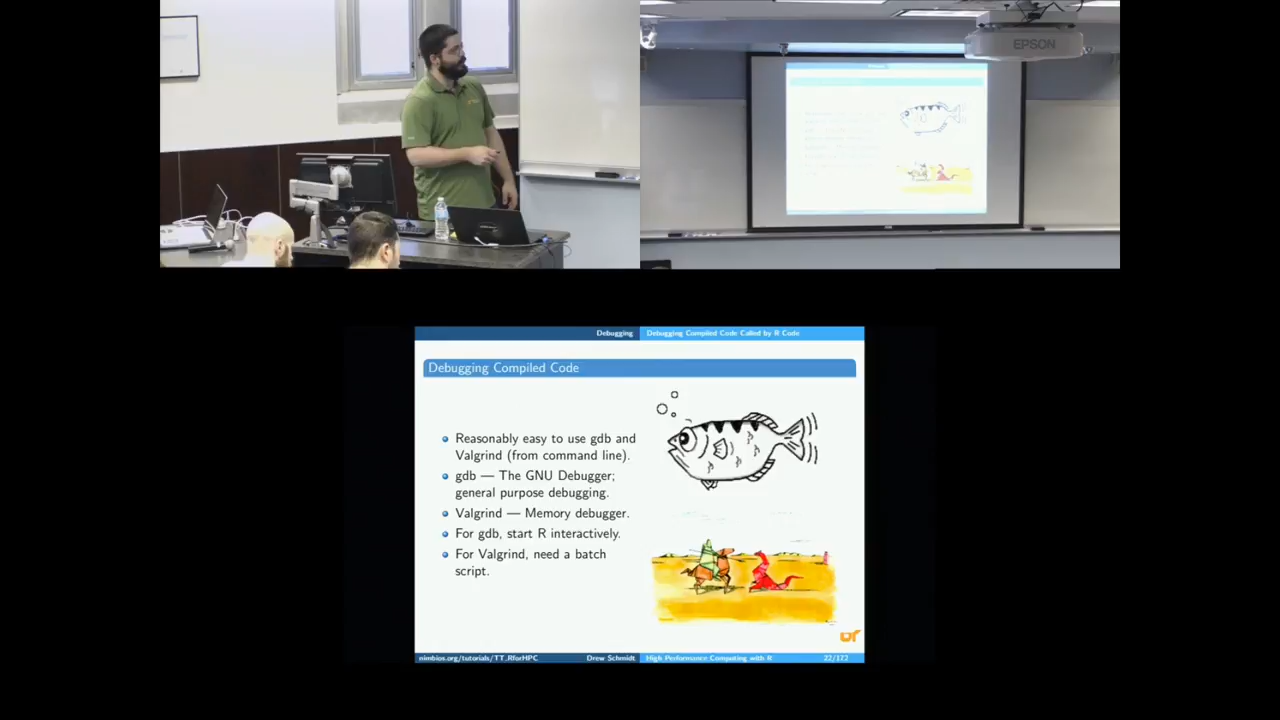 EPSON
Debugging
Debugging Compiled Code Called by R Code
Debugging Compiled Code
Reasonably easy to use gdb and
Valgrind (from command line).
gdb — The GNU Debugger;
general purpose debugging.
Valgrind — Memory debugger.
For gdb, start R interactively.
For Valgrind, need a batch
script.
nimbios.org/tutorials/TT_RforHPC
Drew Schmidt
High Performance Computing with R
22/122